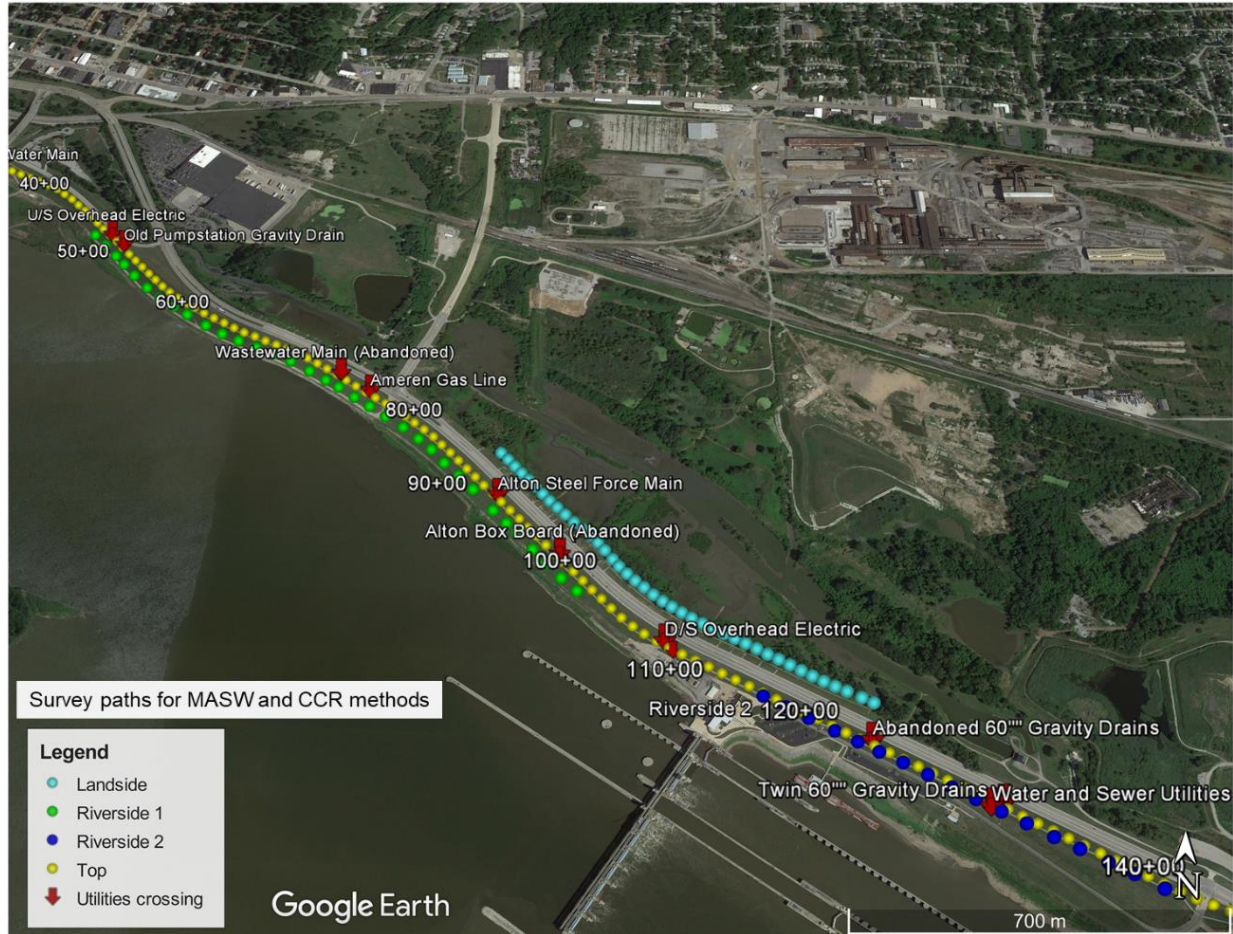 Water Main
40+00
U/S Overhead Electric
Old Pumpstation Gravity Drain
50+00
60+00
Wastewater Main (Abandoned)
Ameren Gas Line
80+00
90+00
Alton Steel Force Main
Alton Box Board (Abandoned)
100+00
D/S Overhead Electric
110+00
Riverside 2
120+00
Abandoned 60"" Gravity Drains
Twin 60"" Gravity Drains
Water and Sewer Utilities
140+00
N
Survey paths for MASW and CCR methods
Legend
Landside
Riverside 1
Riverside 2
Top
Utilities crossing
Google Earth
700 m